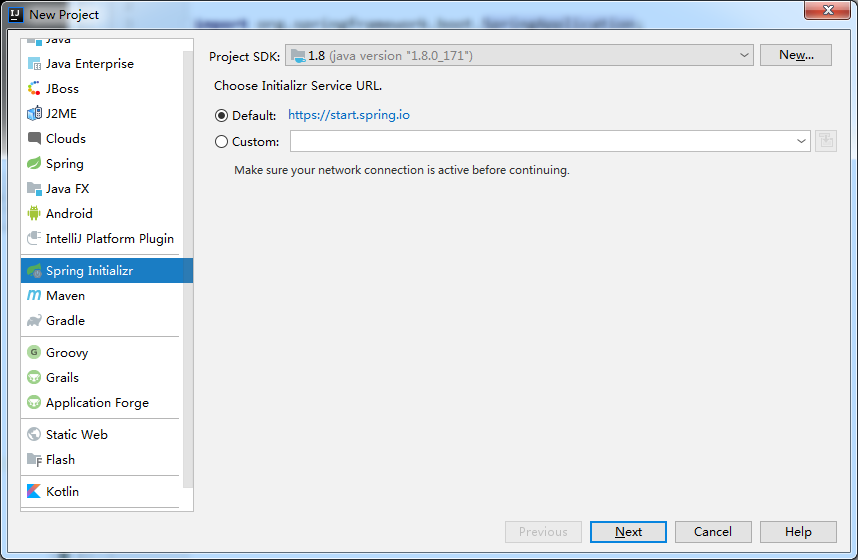 New Project
import org.springframework.boot.SpringApplication;
Java
Java Enterprise
JBoss
J2ME
Clouds
Spring
Java FX
Android
IntelliJ Platform Plugin
Spring Initializr
Maven
Gradle
Groovy
Grails
Application Forge
Static Web
Flash
Kotlin
Project SDK: 1.8 (java version "1.8.0_171") New...
Choose Initializr Service URL.
Default: https://start.spring.io
Custom:
Make sure your network connection is active before continuing.
Previous Next Cancel Help